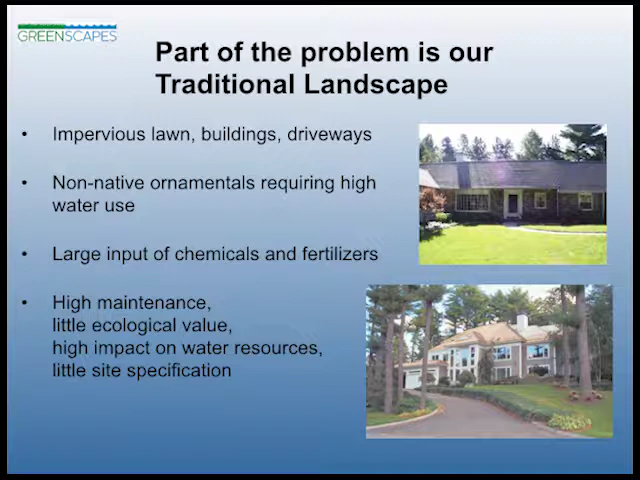 GREENSCAPES
Part of the problem is our
Traditional Landscape
• Impervious lawn, buildings, driveways
• Non-native ornamentals requiring high
water use
• Large input of chemicals and fertilizers
• High maintenance,
little ecological value,
high impact on water resources,
little site specification